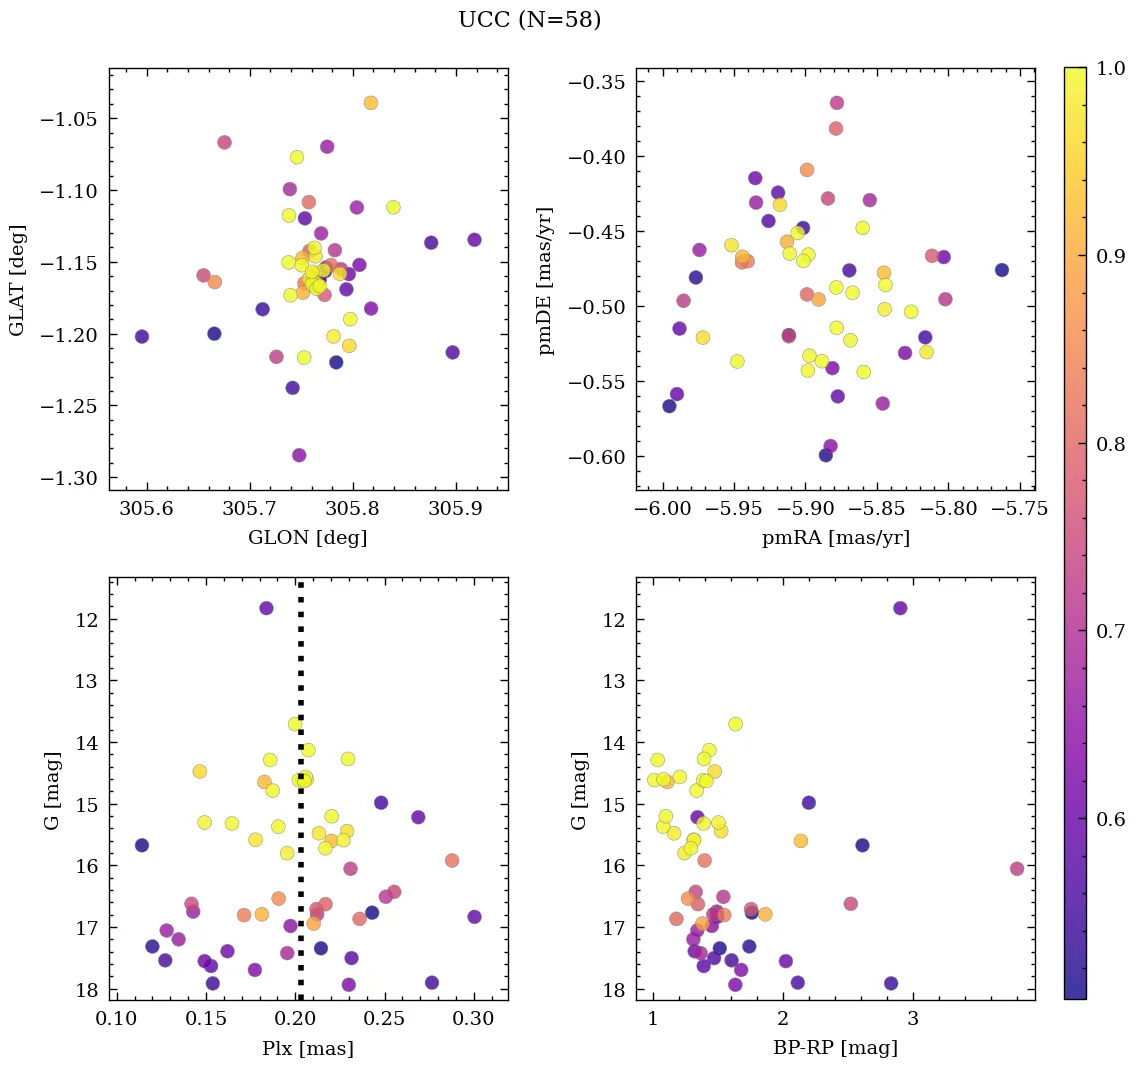 UCC (N=58)
−1.05
−1.10
−1.15
−1.20
−1.25
−1.30
GLAT [deg]
305.6 305.7 305.8 305.9
GLON [deg]
−0.35
−0.40
−0.45
−0.50
−0.55
−0.60
pmDE [mas/yr]
−6.00 −5.95 −5.90 −5.85 −5.80 −5.75
pmRA [mas/yr]
1.0
0.9
0.8
0.7
0.6
12
13
14
15
16
17
18
G [mag]
0.10 0.15 0.20 0.25 0.30
Plx [mas]
12
13
14
15
16
17
18
G [mag]
1 2 3
BP-RP [mag]